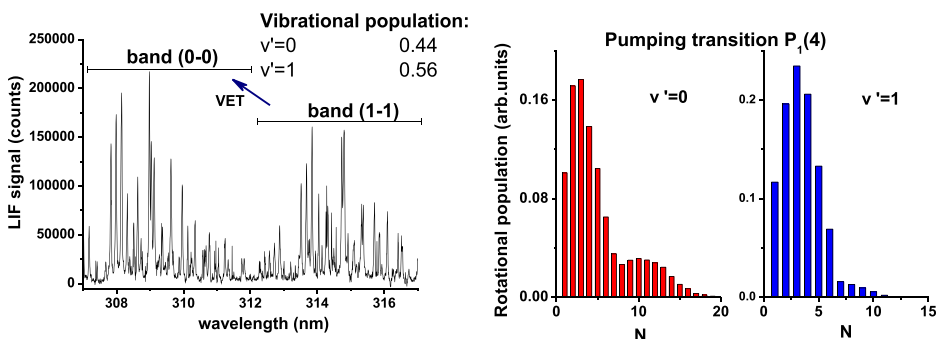 Vibrational population:
v'=0 0.44
v'=1 0.56
band (0-0)
VET
band (1-1)
LIF signal (counts)
250000
200000
150000
100000
50000
0
308 310 312 314 316
wavelength (nm)
Pumping transition P1(4)
Rotational population (arb.units)
v '=0
0.16
0.08
0.00
0 10 20
N
v '=1
0.2
0.1
0.0
0 5 10 15
N